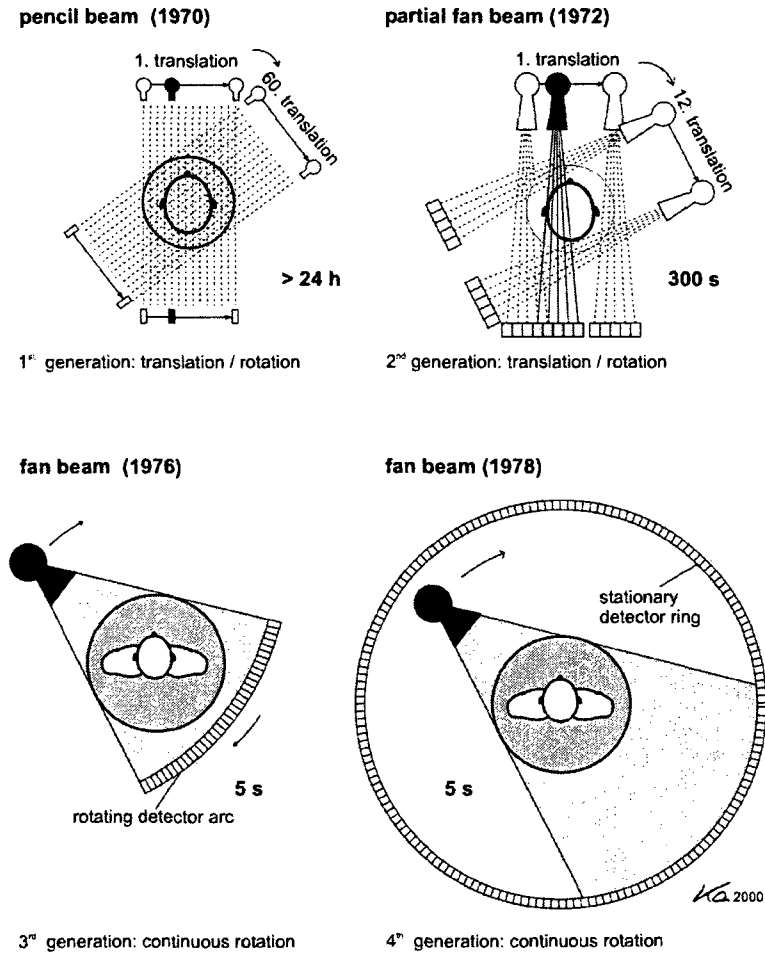 pencil beam (1970)
1. translation
60. translation
> 24 h
1st generation: translation / rotation
partial fan beam (1972)
1. translation
12. translation
300 s
2nd generation: translation / rotation
fan beam (1976)
5 s
rotating detector arc
3rd generation: continuous rotation
fan beam (1978)
stationary
detector ring
5 s
2000
4th generation: continuous rotation